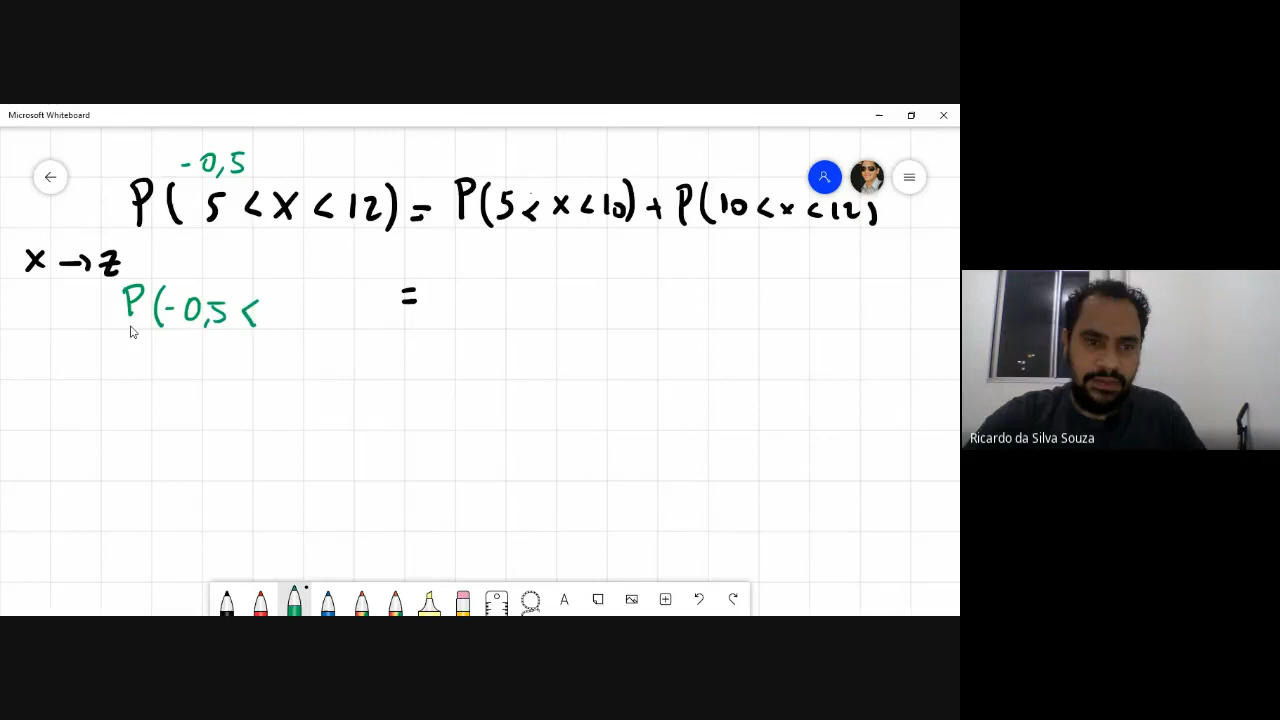 Microsoft Whiteboard
-0,5
P( 5 < X < 12) = P(5 < x < 10) + P(10 < x < 12)
x → z
P(-0,5 < =
Ricardo da Silva Souza